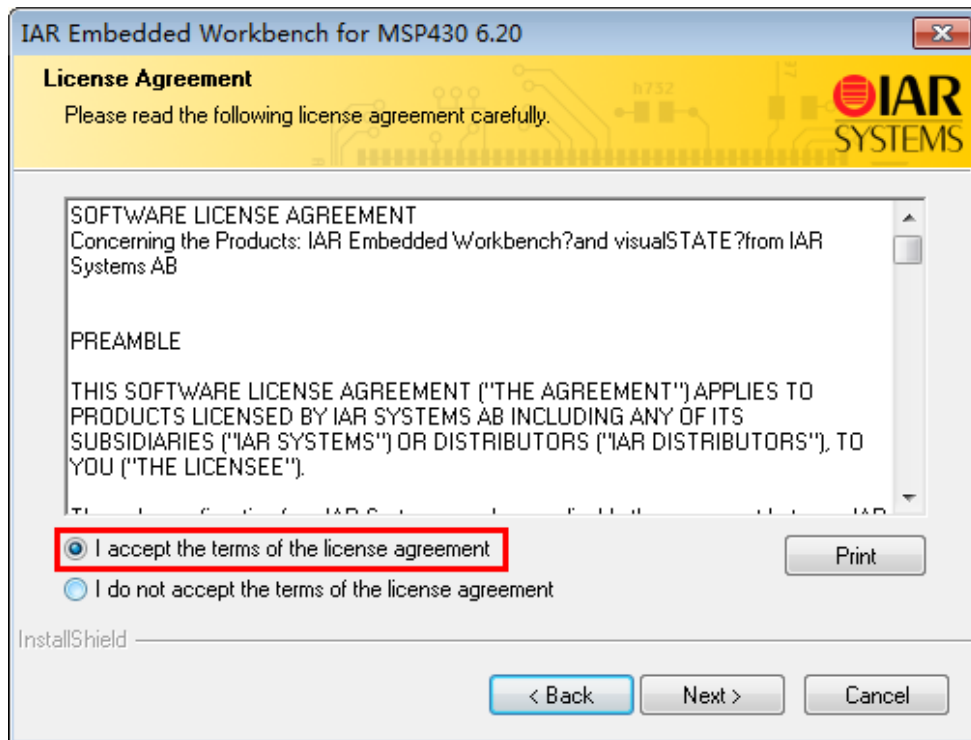 IAR Embedded Workbench for MSP430 6.20
License Agreement
Please read the following license agreement carefully.
h732
IAR
SYSTEMS
SOFTWARE LICENSE AGREEMENT
Concerning the Products: IAR Embedded Workbench?and visualSTATE?from IAR
Systems AB
PREAMBLE
THIS SOFTWARE LICENSE AGREEMENT ("THE AGREEMENT") APPLIES TO
PRODUCTS LICENSED BY IAR SYSTEMS AB INCLUDING ANY OF ITS
SUBSIDIARIES ("IAR SYSTEMS") OR DISTRIBUTORS ("IAR DISTRIBUTORS"), TO
YOU ("THE LICENSEE").
I accept the terms of the license agreement
Print
I do not accept the terms of the license agreement
InstallShield
< Back
Next >
Cancel